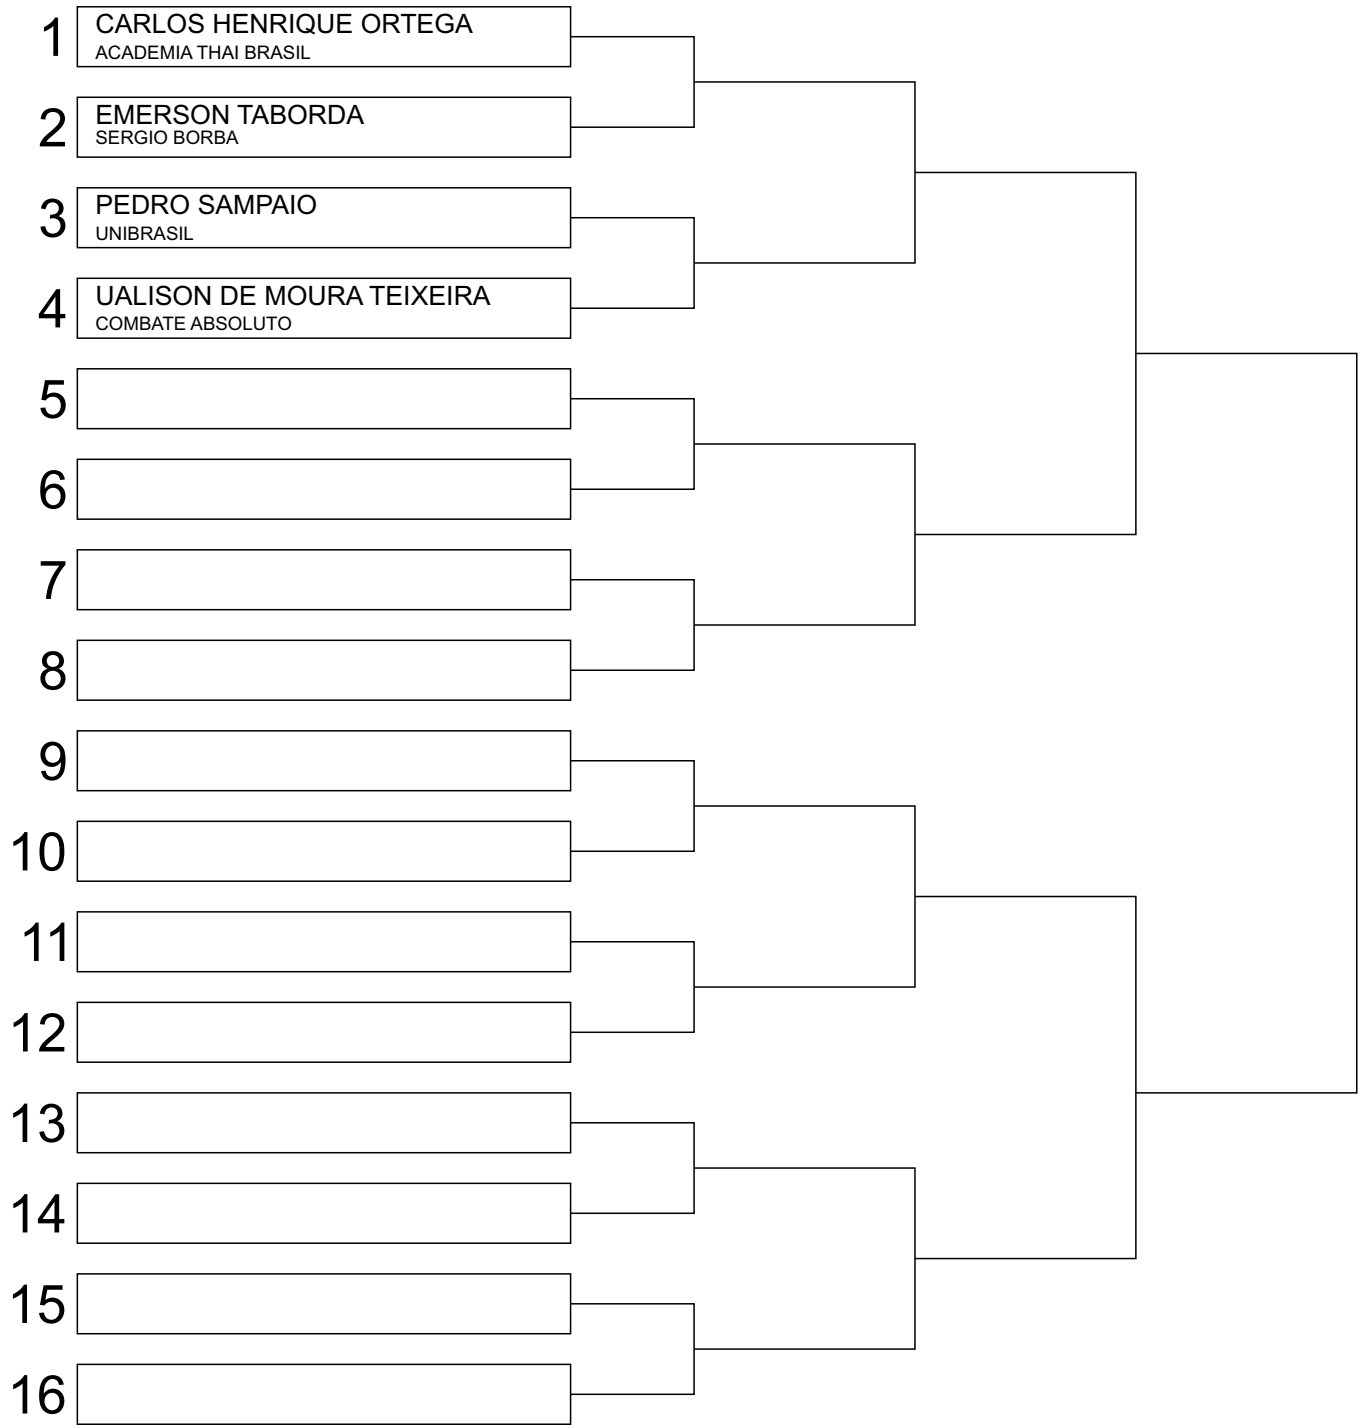 1
CARLOS HENRIQUE ORTEGA
ACADEMIA THAI BRASIL
2
EMERSON TABORDA
SERGIO BORBA
3
PEDRO SAMPAIO
UNIBRASIL
4
UALISON DE MOURA TEIXEIRA
COMBATE ABSOLUTO
5
6
7
8
9
10
11
12
13
14
15
16